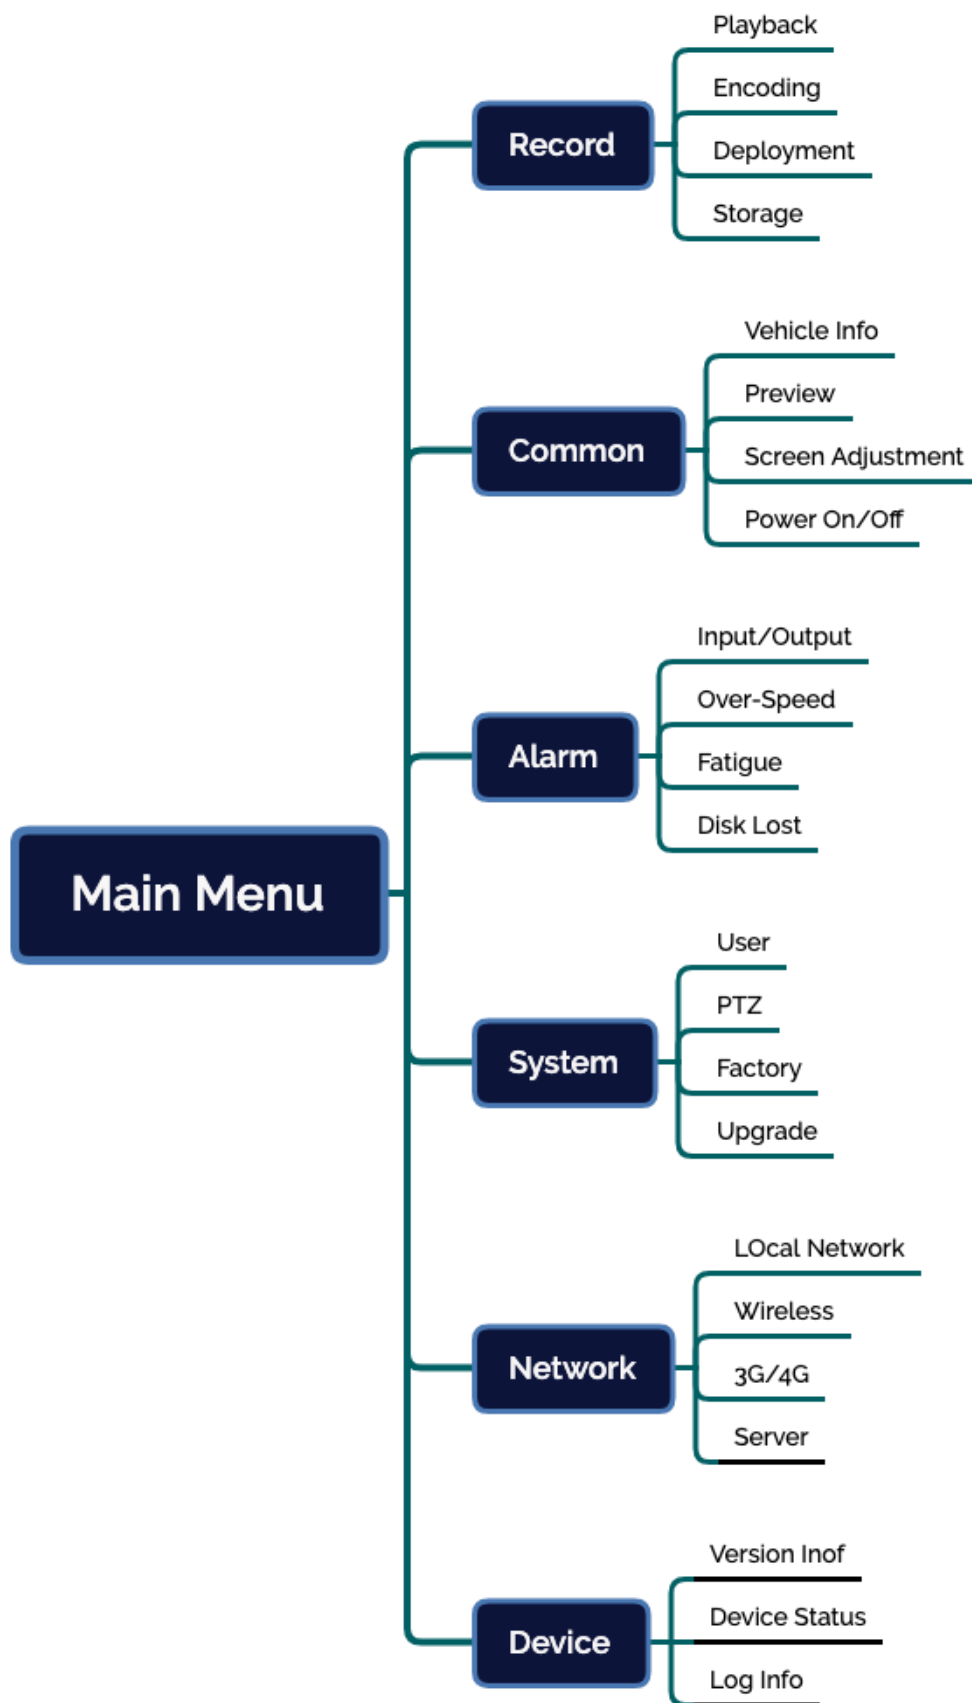 Main Menu
Record
Playback
Encoding
Deployment
Storage
Common
Vehicle Info
Preview
Screen Adjustment
Power On/Off
Alarm
Input/Output
Over-Speed
Fatigue
Disk Lost
System
User
PTZ
Factory
Upgrade
Network
LOcal Network
Wireless
3G/4G
Server
Device
Version Inof
Device Status
Log Info